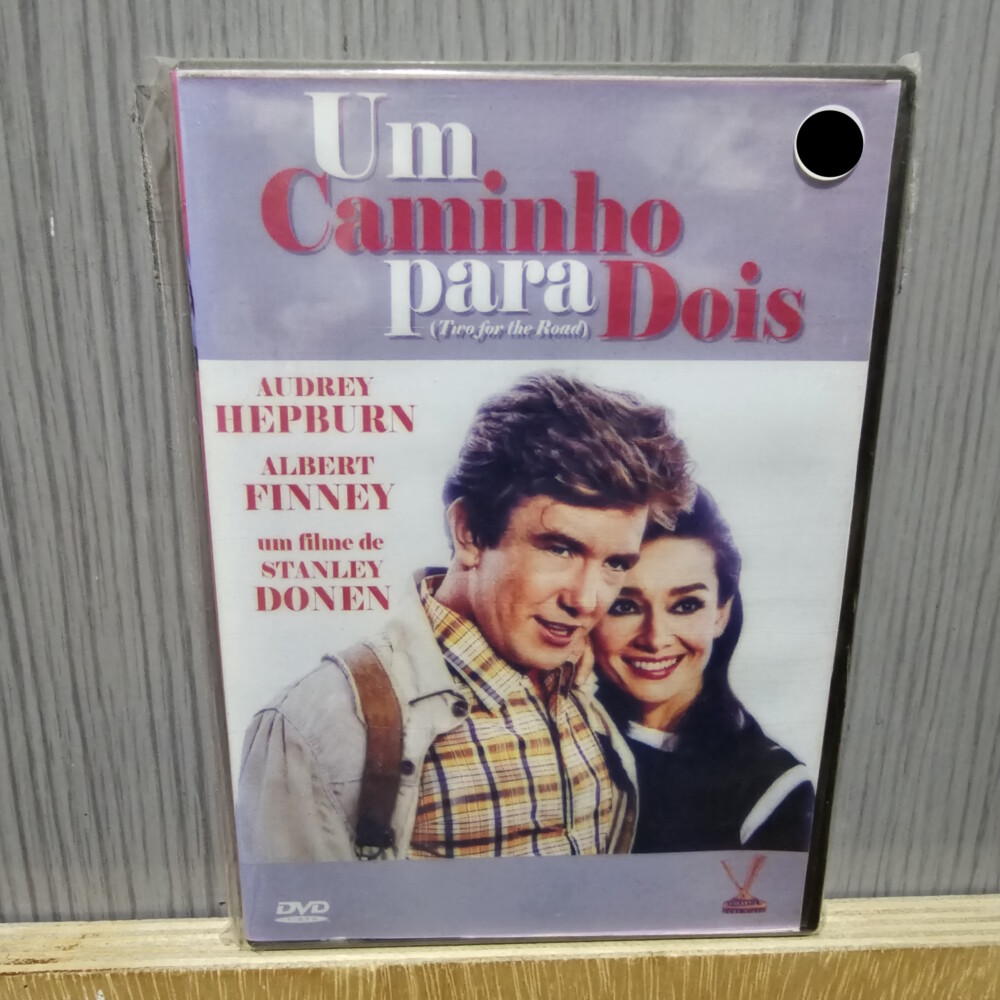 Um
Caminho
para Dois
(Two for the Road)
AUDREY
HEPBURN
ALBERT
FINNEY
um filme de
STANLEY
DONEN
DVD